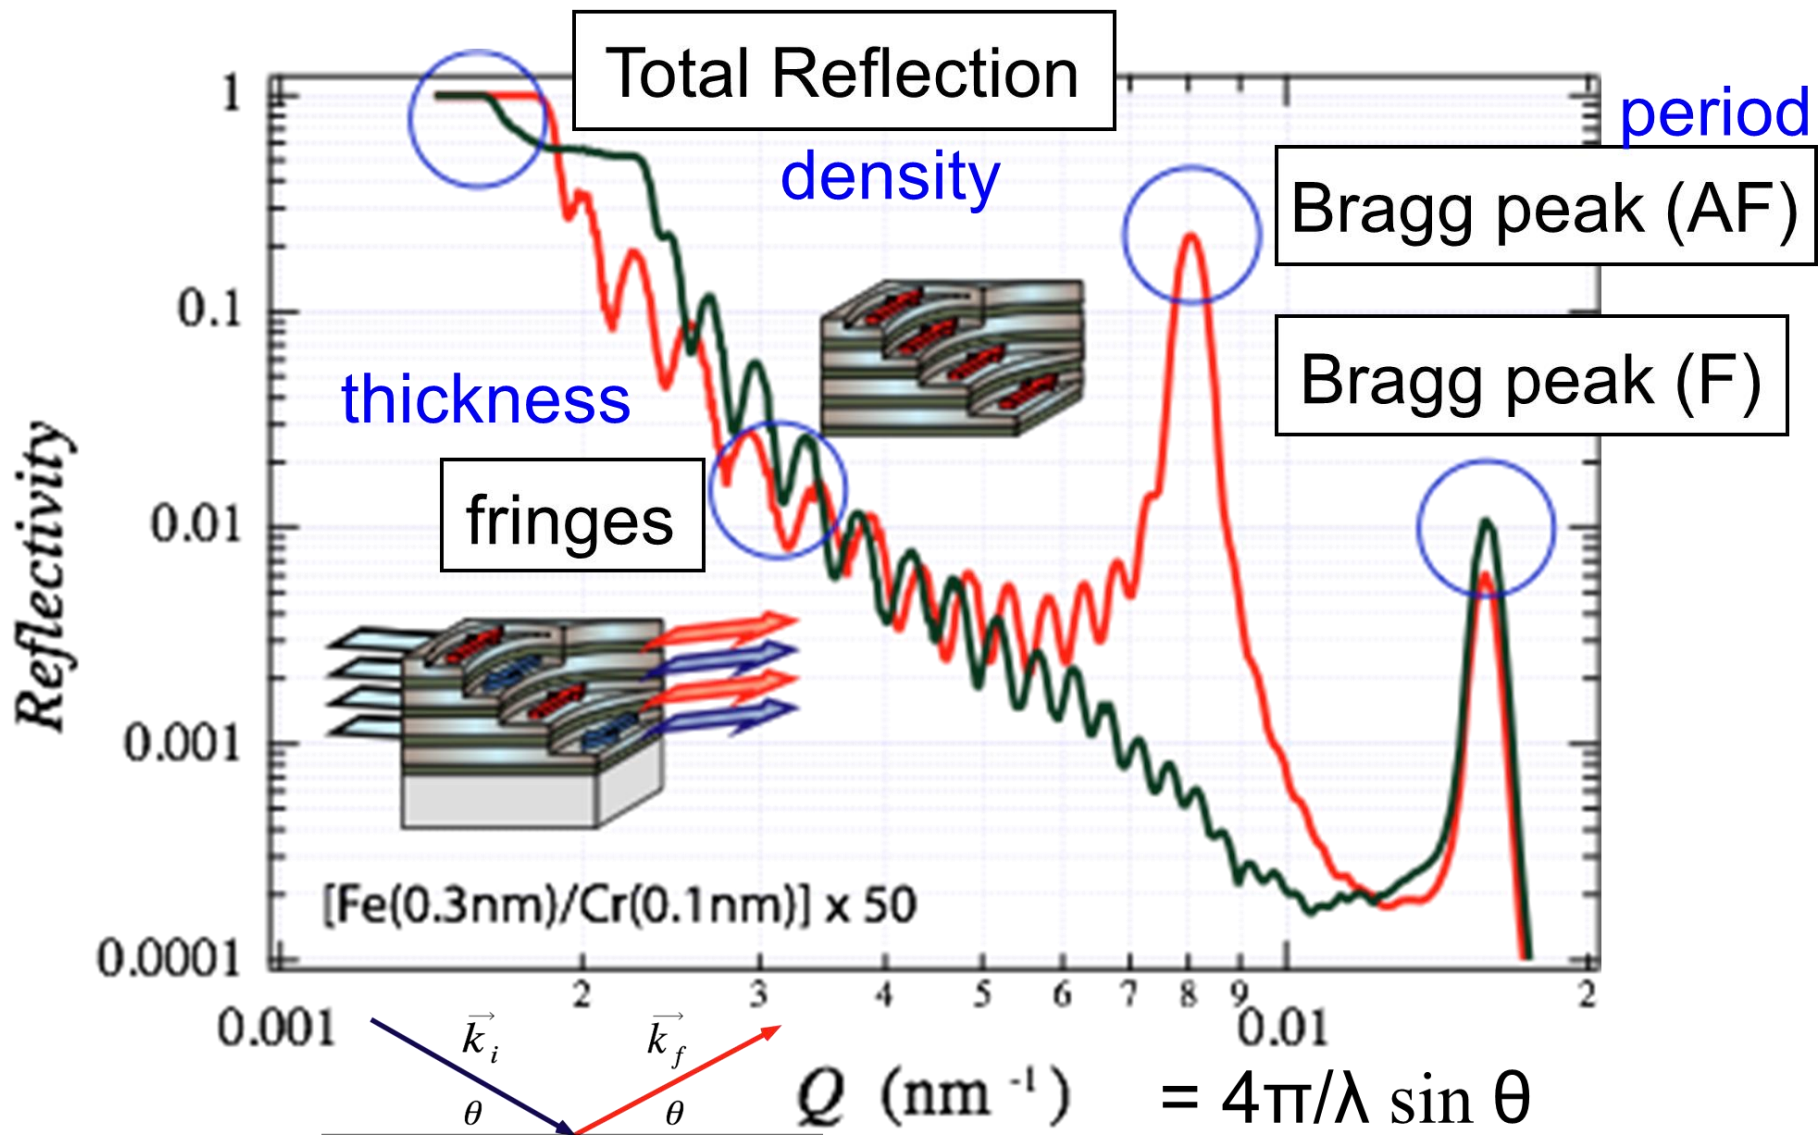 Total Reflection
density
period
Bragg peak (AF)
Bragg peak (F)
thickness
fringes
Reflectivity
1
0.1
0.01
0.001
0.0001
[Fe(0.3nm)/Cr(0.1nm)] x 50
2 3 4 5 6 7 8 9 2
0.001 0.01
k i
k f
θ θ
Q (nm -1) = 4π/λ sin θ